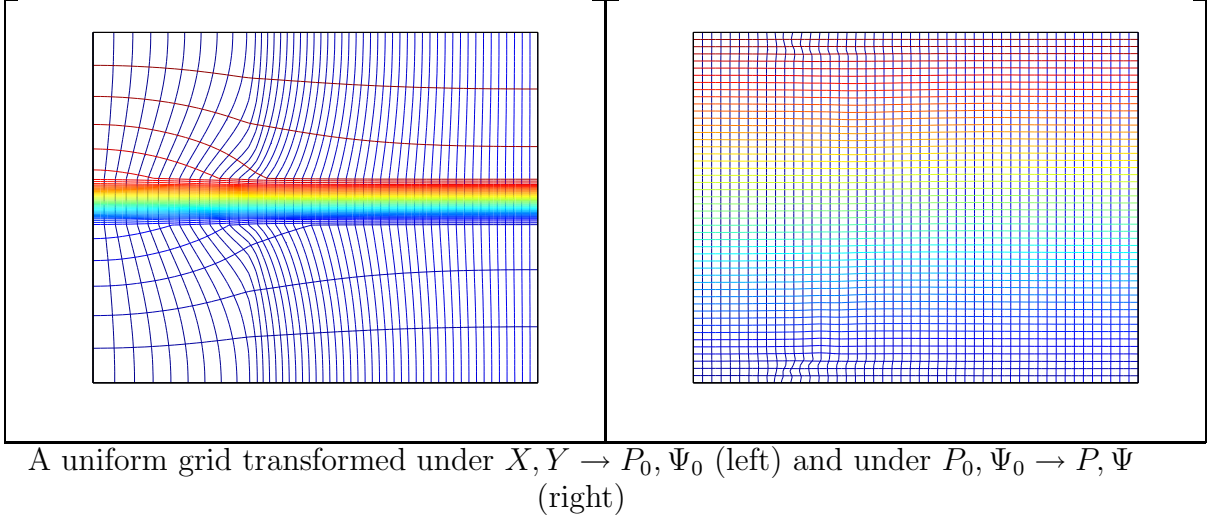 A uniform grid transformed under X, Y → P₀, Ψ₀ (left) and under P₀, Ψ₀ → P, Ψ
(right)